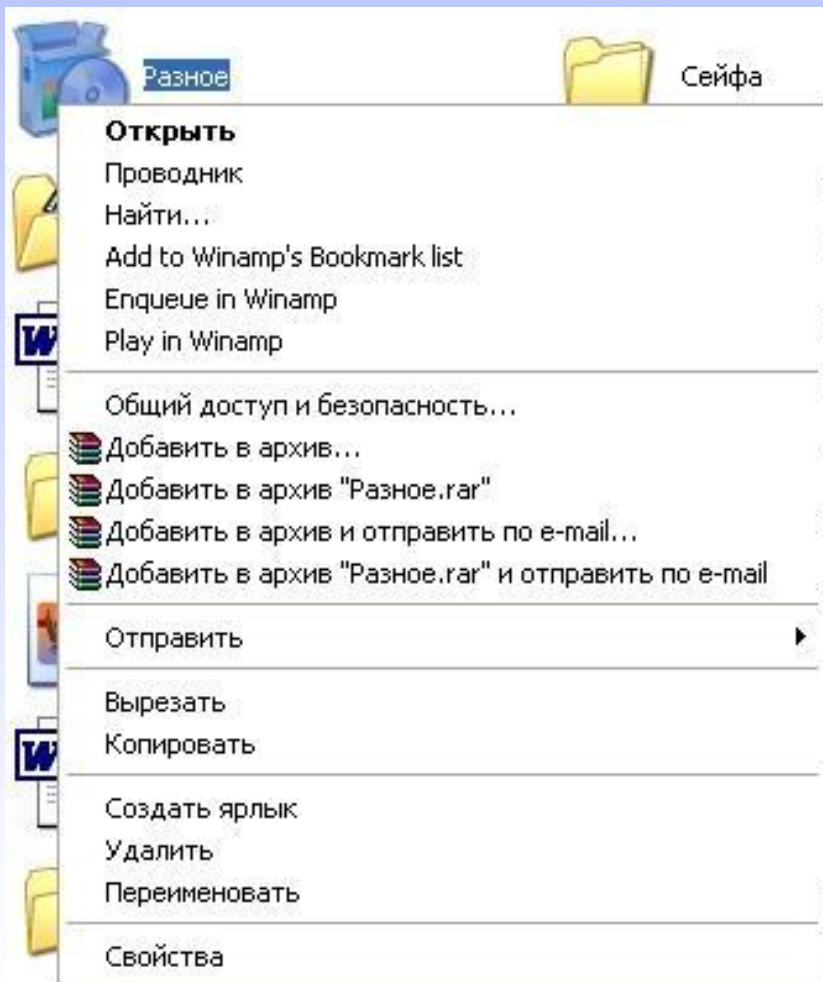 Разное
Сейфа
Открыть
Проводник
Найти...
Add to Winamp's Bookmark list
Enqueue in Winamp
Play in Winamp
Общий доступ и безопасность...
Добавить в архив...
Добавить в архив "Разное.rar"
Добавить в архив и отправить по e-mail...
Добавить в архив "Разное.rar" и отправить по e-mail
Отправить
Вырезать
Копировать
Создать ярлык
Удалить
Переименовать
Свойства